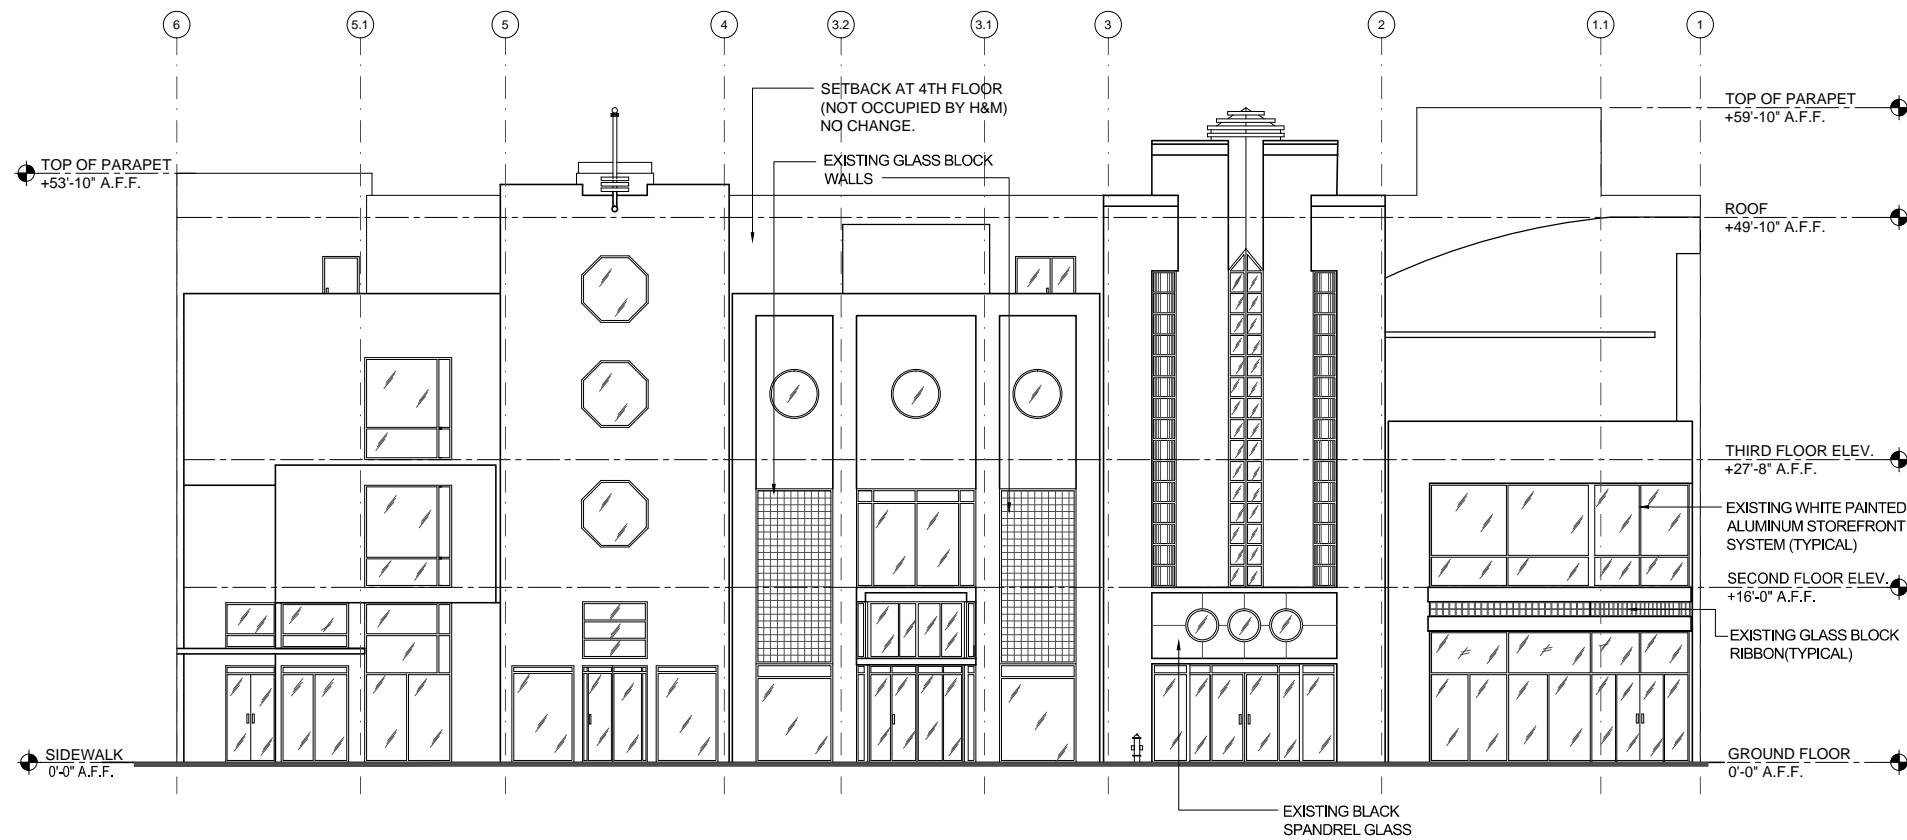 6
5.1
5
4
3.2
3.1
3
2
1.1
1
SETBACK AT 4TH FLOOR
(NOT OCCUPIED BY H&M)
NO CHANGE.
TOP OF PARAPET
+59'-10" A.F.F.
TOP OF PARAPET
+53'-10" A.F.F.
EXISTING GLASS BLOCK
WALLS
ROOF
+49'-10" A.F.F.
THIRD FLOOR ELEV.
+27'-8" A.F.F.
EXISTING WHITE PAINTED
ALUMINUM STOREFRONT
SYSTEM (TYPICAL)
SECOND FLOOR ELEV.
+16'-0" A.F.F.
EXISTING GLASS BLOCK
RIBBON(TYPICAL)
SIDEWALK
0'-0" A.F.F.
GROUND FLOOR
0'-0" A.F.F.
EXISTING BLACK
SPANDREL GLASS